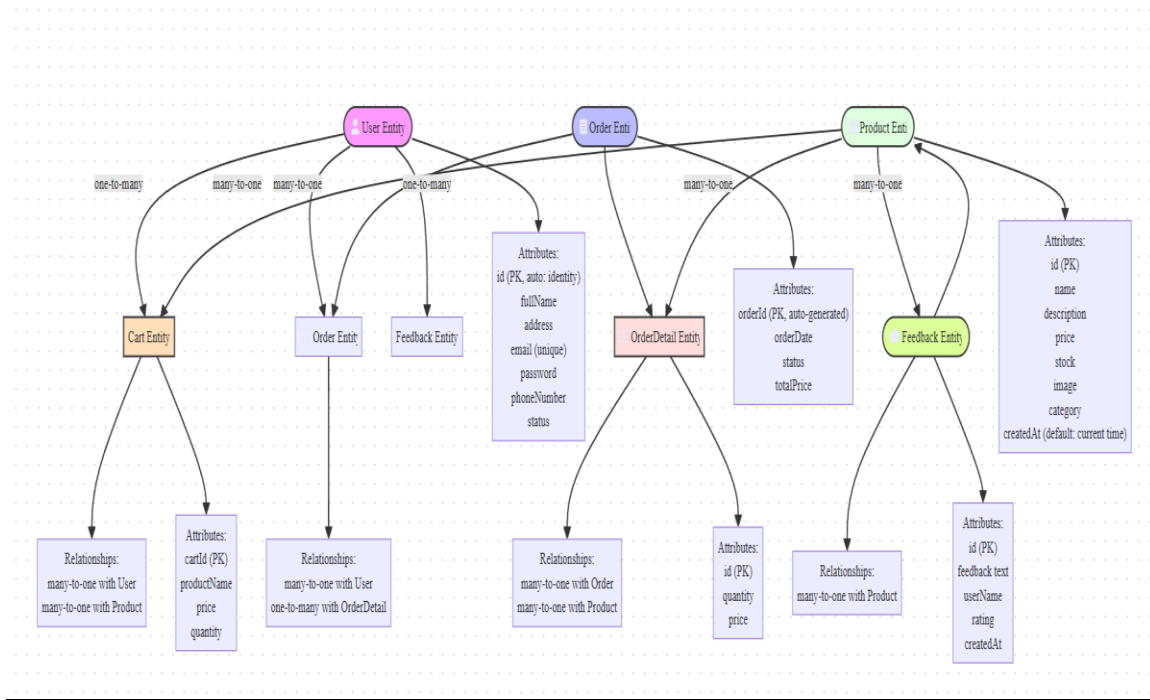 User Entity
Order Enti
Product Enti
one-to-many
many-to-one
many-to-one
one-to-many
many-to-one
many-to-one
Attributes:
id (PK, auto: identity)
fullName
address
email (unique)
password
phoneNumber
status
Attributes:
orderId (PK, auto-generated)
orderDate
status
totalPrice
Attributes:
id (PK)
name
description
price
stock
image
category
createdAt (default: current time)
Cart Entity
Order Entity
Feedback Entity
OrderDetail Entity
Feedback Entity
Relationships:
many-to-one with User
many-to-one with Product
Attributes:
cartId (PK)
productName
price
quantity
Relationships:
many-to-one with User
one-to-many with OrderDetail
Relationships:
many-to-one with Order
many-to-one with Product
Attributes:
id (PK)
quantity
price
Relationships:
many-to-one with Product
Attributes:
id (PK)
feedback text
userName
rating
createdAt